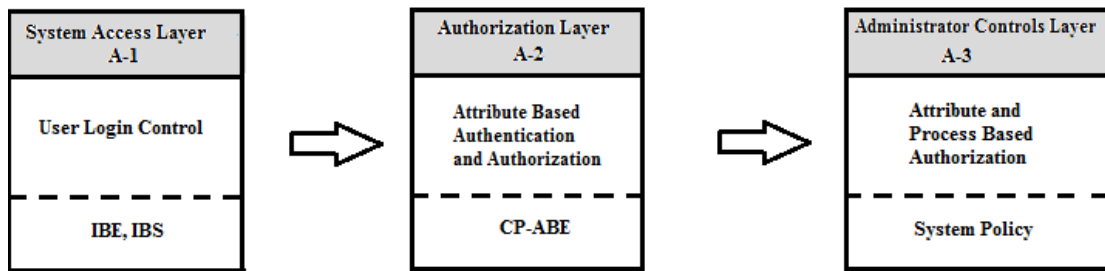 System Access Layer
A-1
User Login Control
IBE, IBS
Authorization Layer
A-2
Attribute Based
Authentication
and Authorization
CP-ABE
Administrator Controls Layer
A-3
Attribute and
Process Based
Authorization
System Policy